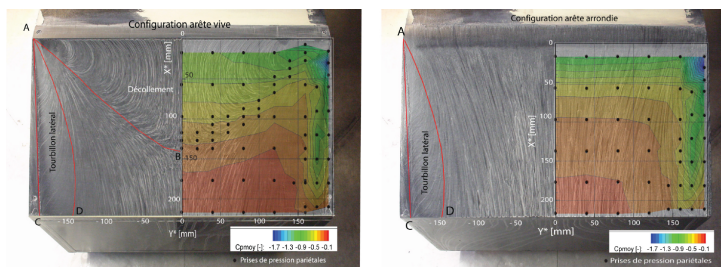 Configuration arête vive
A
0
X* [mm]
50
Décollement
100
Tourbillon latéral
B
150
200
C
D
-150 -100 -50 0 50 100 150
Y* [mm]
Cpmoy [-]: -1.7 -1.3 -0.9 -0.5 -0.1
Prises de pression pariétales
Configuration arête arrondie
A
0
50
100
X* [mm]
150
Tourbillon latéral
200
C
D
-150 -100 -50 0 50 100 150
Y* [mm]
Cpmoy [-]: -1.7 -1.3 -0.9 -0.5 -0.1
Prises de pression pariétales